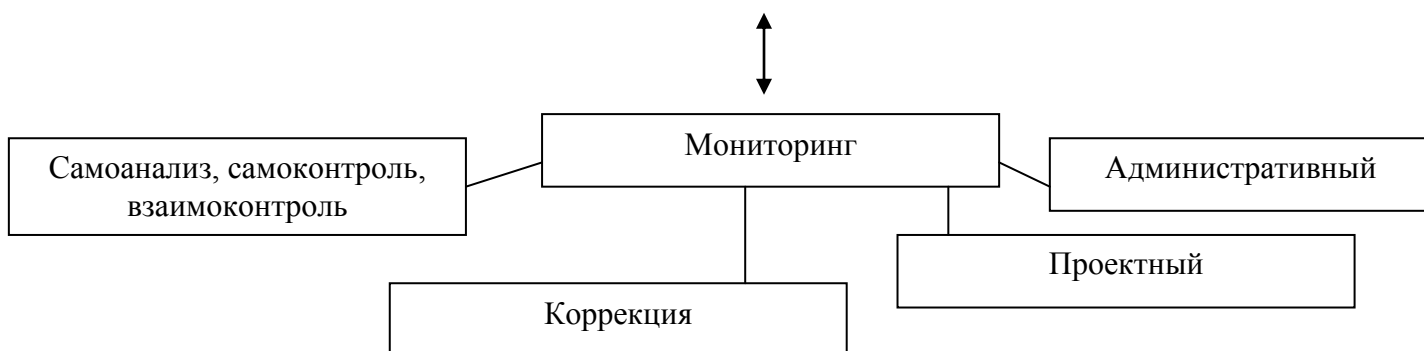 Мониторинг
Самоанализ, самоконтроль,
взаимоконтроль
Административный
Проектный
Коррекция